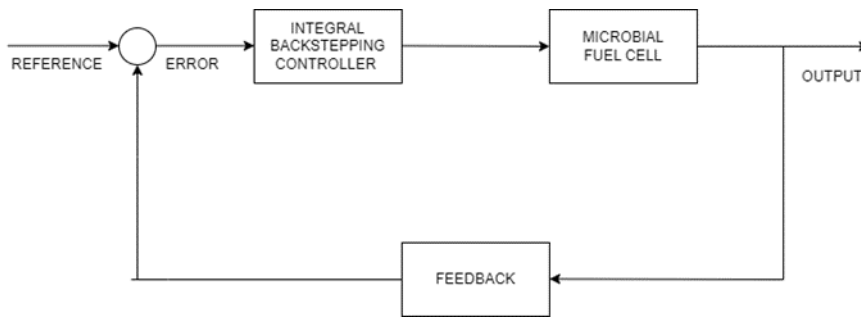 INTEGRAL
BACKSTEPPING
CONTROLLER
MICROBIAL
FUEL CELL
REFERENCE
ERROR
OUTPUT
FEEDBACK